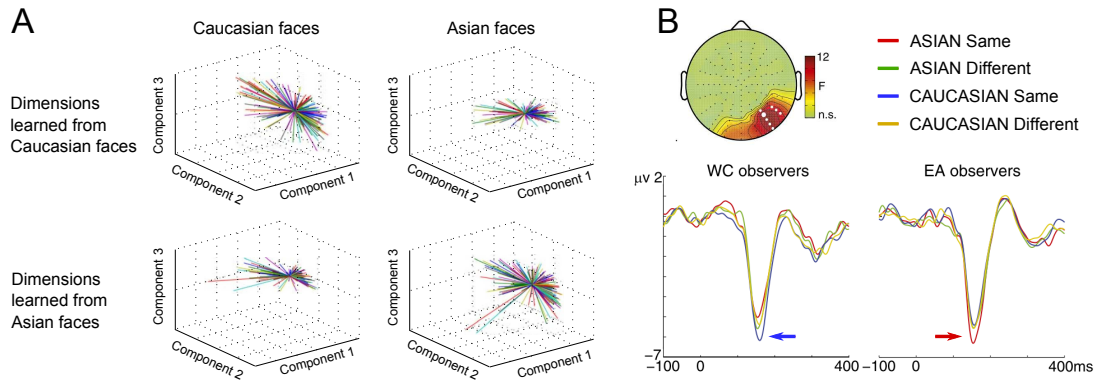 A
Caucasian faces
Asian faces
Dimensions
learned from
Caucasian faces
Component 3
Component 2
Component 1
Component 3
Component 2
Component 1
Dimensions
learned from
Asian faces
Component 3
Component 2
Component 1
Component 3
Component 2
Component 1
B
12
F
n.s.
ASIAN Same
ASIAN Different
CAUCASIAN Same
CAUCASIAN Different
WC observers
EA observers
μv 2
-7
-100
0
400
-100
0
400ms